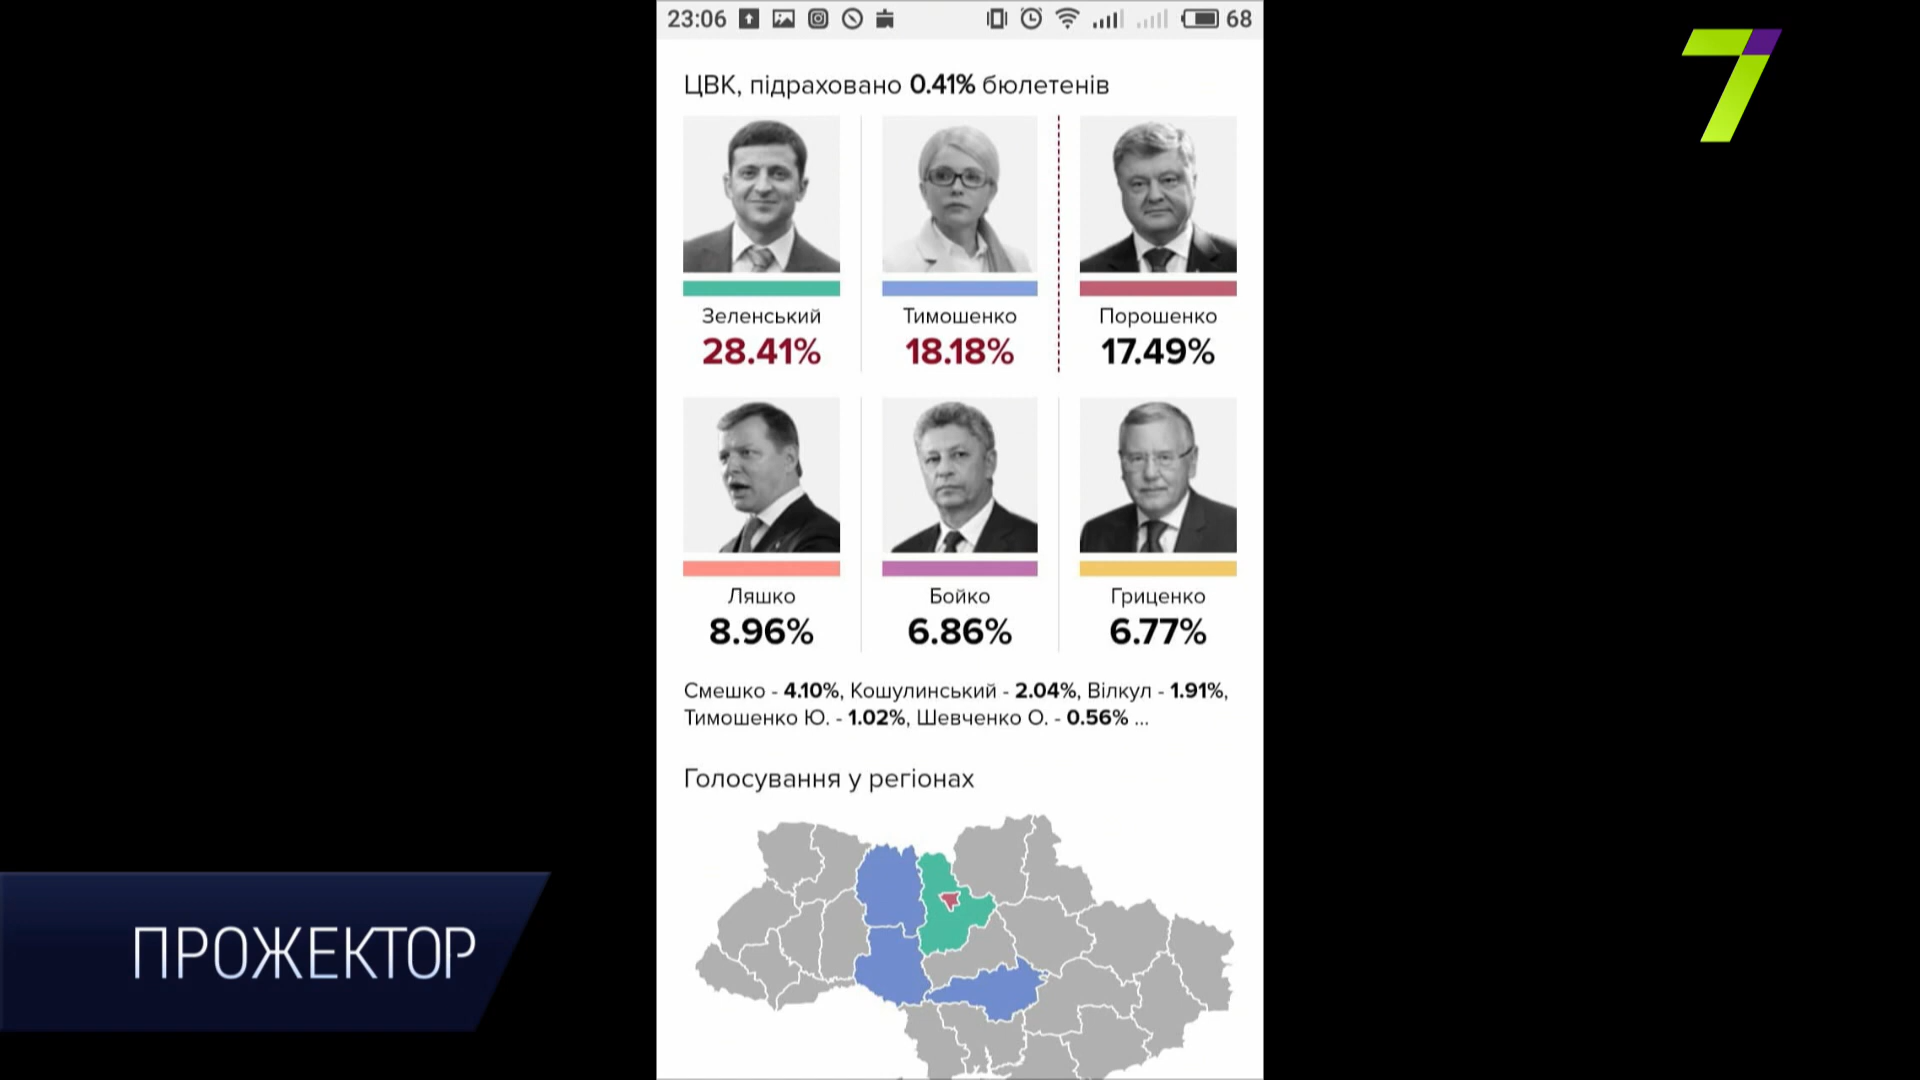 23:06
68
7
ЦВК, підраховано 0.41% бюлетенів
Зеленський
Тимошенко
Порошенко
28.41%
18.18%
17.49%
Ляшко
Бойко
Гриценко
8.96%
6.86%
6.77%
Смешко - 4.10%, Кошулинський - 2.04%, Вілкул - 1.91%,
Тимошенко Ю. - 1.02%, Шевченко О. - 0.56% ...
Голосування у регіонах
ПРОЖЕКТОР